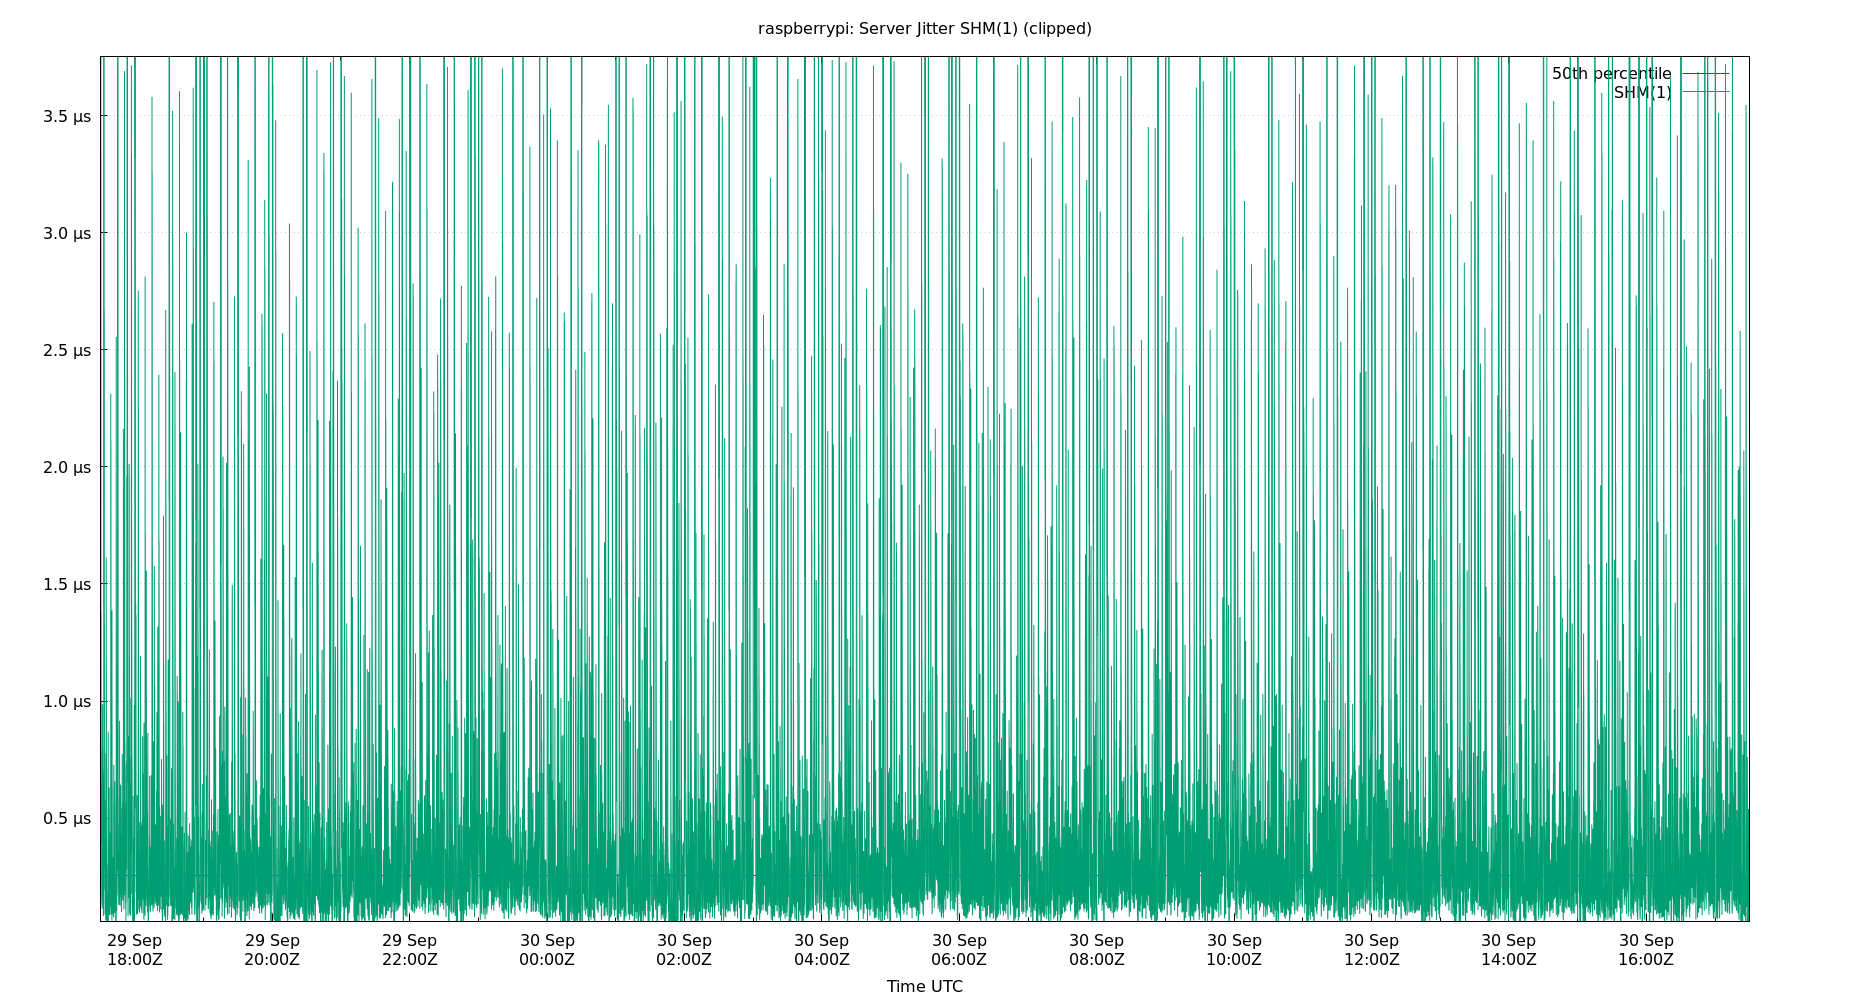 raspberrypi: Server Jitter SHM(1) (clipped)
50th percentile
SHM(1)
3.5 µs
3.0 µs
2.5 µs
2.0 µs
1.5 µs
1.0 µs
0.5 µs
29 Sep 29 Sep 29 Sep 30 Sep 30 Sep 30 Sep 30 Sep 30 Sep 30 Sep 30 Sep 30 Sep 30 Sep
18:00Z 20:00Z 22:00Z 00:00Z 02:00Z 04:00Z 06:00Z 08:00Z 10:00Z 12:00Z 14:00Z 16:00Z
Time UTC